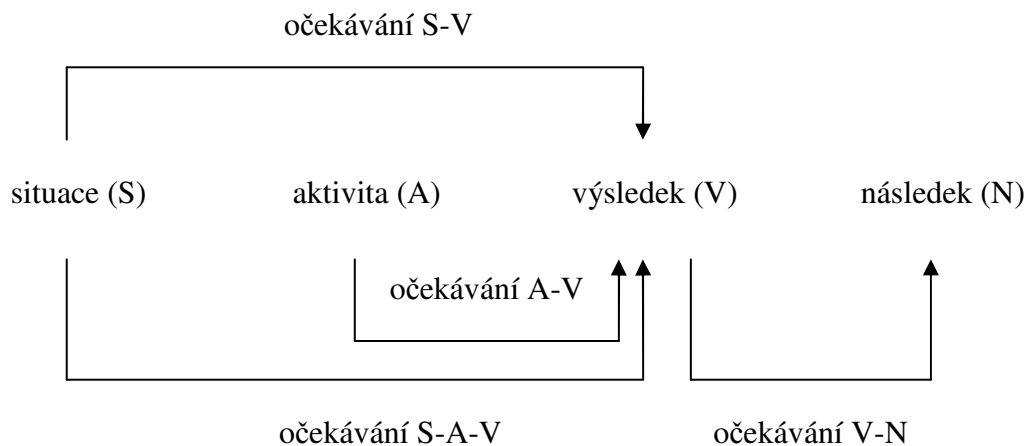 očekávání S-V
situace (S) aktivita (A) výsledek (V) následek (N)
očekávání A-V
očekávání S-A-V očekávání V-N